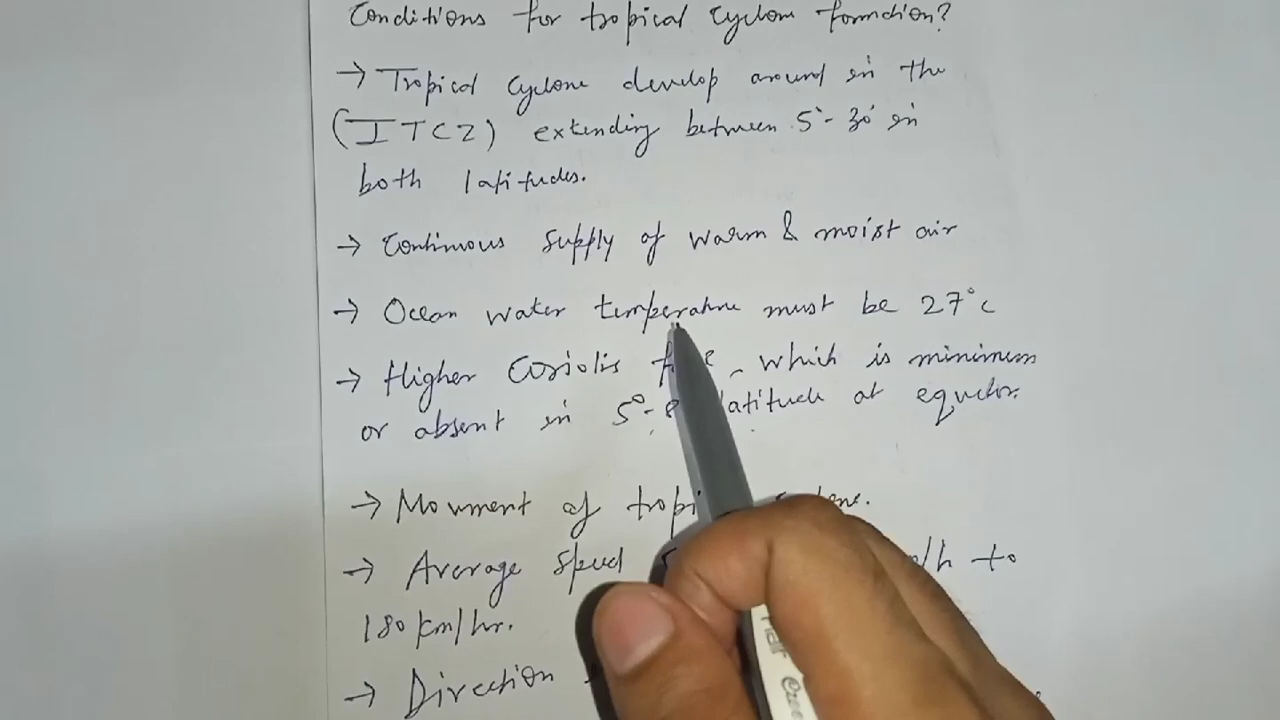 Conditions for tropical cyclone formation?
→ Tropical cyclone develop around in the
(ITCZ) extending between 5°-30° in
both latitudes.
→ Continuous supply of warm & moist air
→ Ocean water temperature must be 27°c
→ Higher Coriolis which is minimum
or absent in 5°- latitude at equator.
→ Movment of
→ Average speed /h to
180 km/hr.
→ Direction